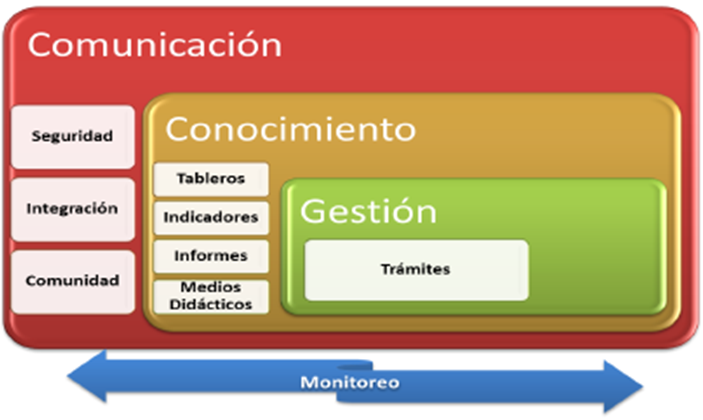 Comunicación
Seguridad
Integración
Comunidad
Conocimiento
Tableros
Indicadores
Informes
Medios
Didácticos
Gestión
Trámites
Monitoreo